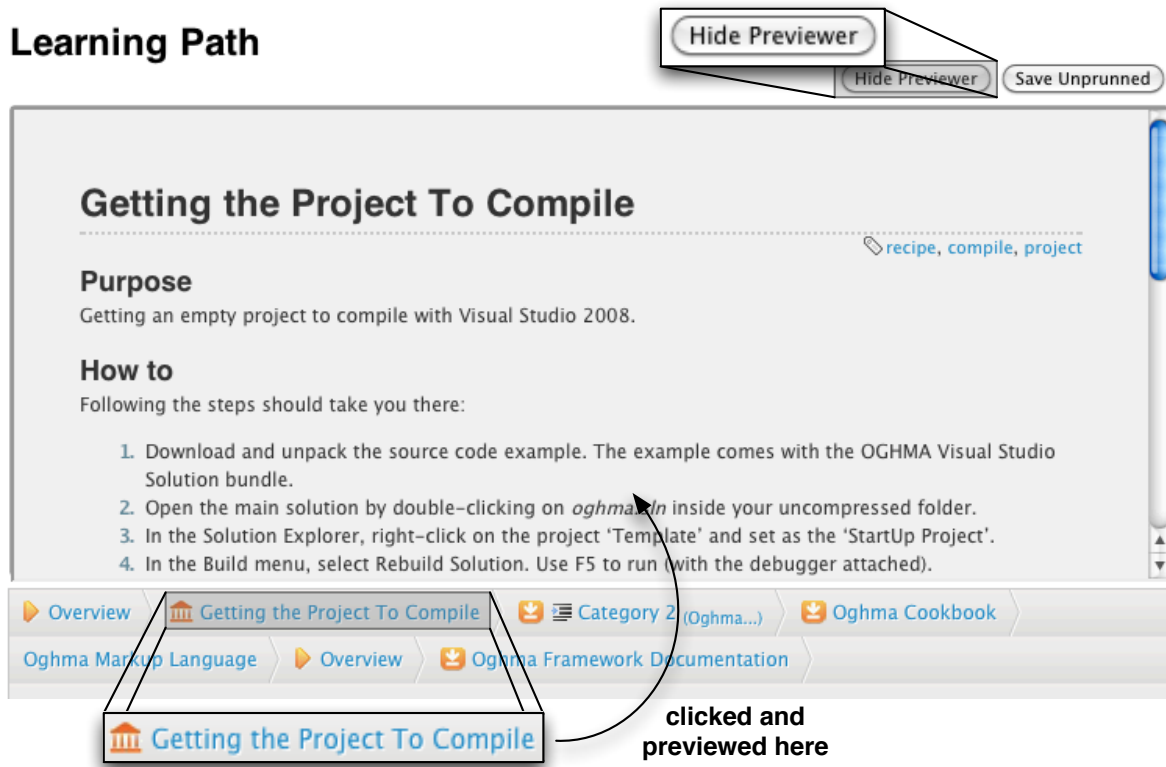 Hide Previewer
Learning Path
Hide Previewer
Save Unprunned
Getting the Project To Compile
recipe, compile, project
Purpose
Getting an empty project to compile with Visual Studio 2008.
How to
Following the steps should take you there:
1. Download and unpack the source code example. The example comes with the OGHMA Visual Studio
Solution bundle.
2. Open the main solution by double-clicking on oghma.sln inside your uncompressed folder.
3. In the Solution Explorer, right-click on the project ‘Template’ and set as the ‘StartUp Project’.
4. In the Build menu, select Rebuild Solution. Use F5 to run (with the debugger attached).
Overview Getting the Project To Compile Category 2 (Oghma...) Oghma Cookbook
Oghma Markup Language Overview Oghma Framework Documentation
Getting the Project To Compile
clicked and
previewed here